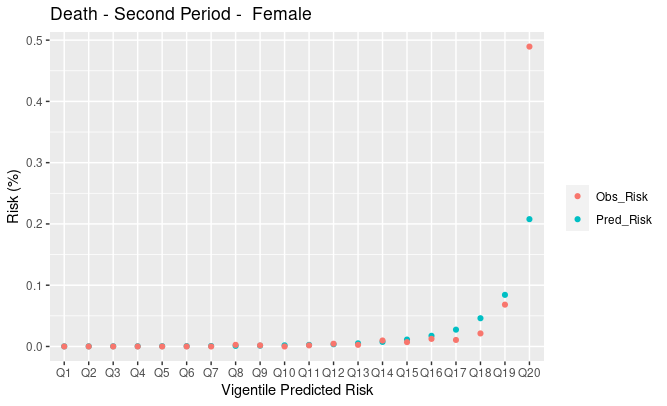 Death - Second Period -  Female
Risk (%)
0.5
0.4
0.3
0.2
0.1
0.0
Q1 Q2 Q3 Q4 Q5 Q6 Q7 Q8 Q9 Q10 Q11 Q12 Q13 Q14 Q15 Q16 Q17 Q18 Q19 Q20
Vigentile Predicted Risk
Obs_Risk
Pred_Risk